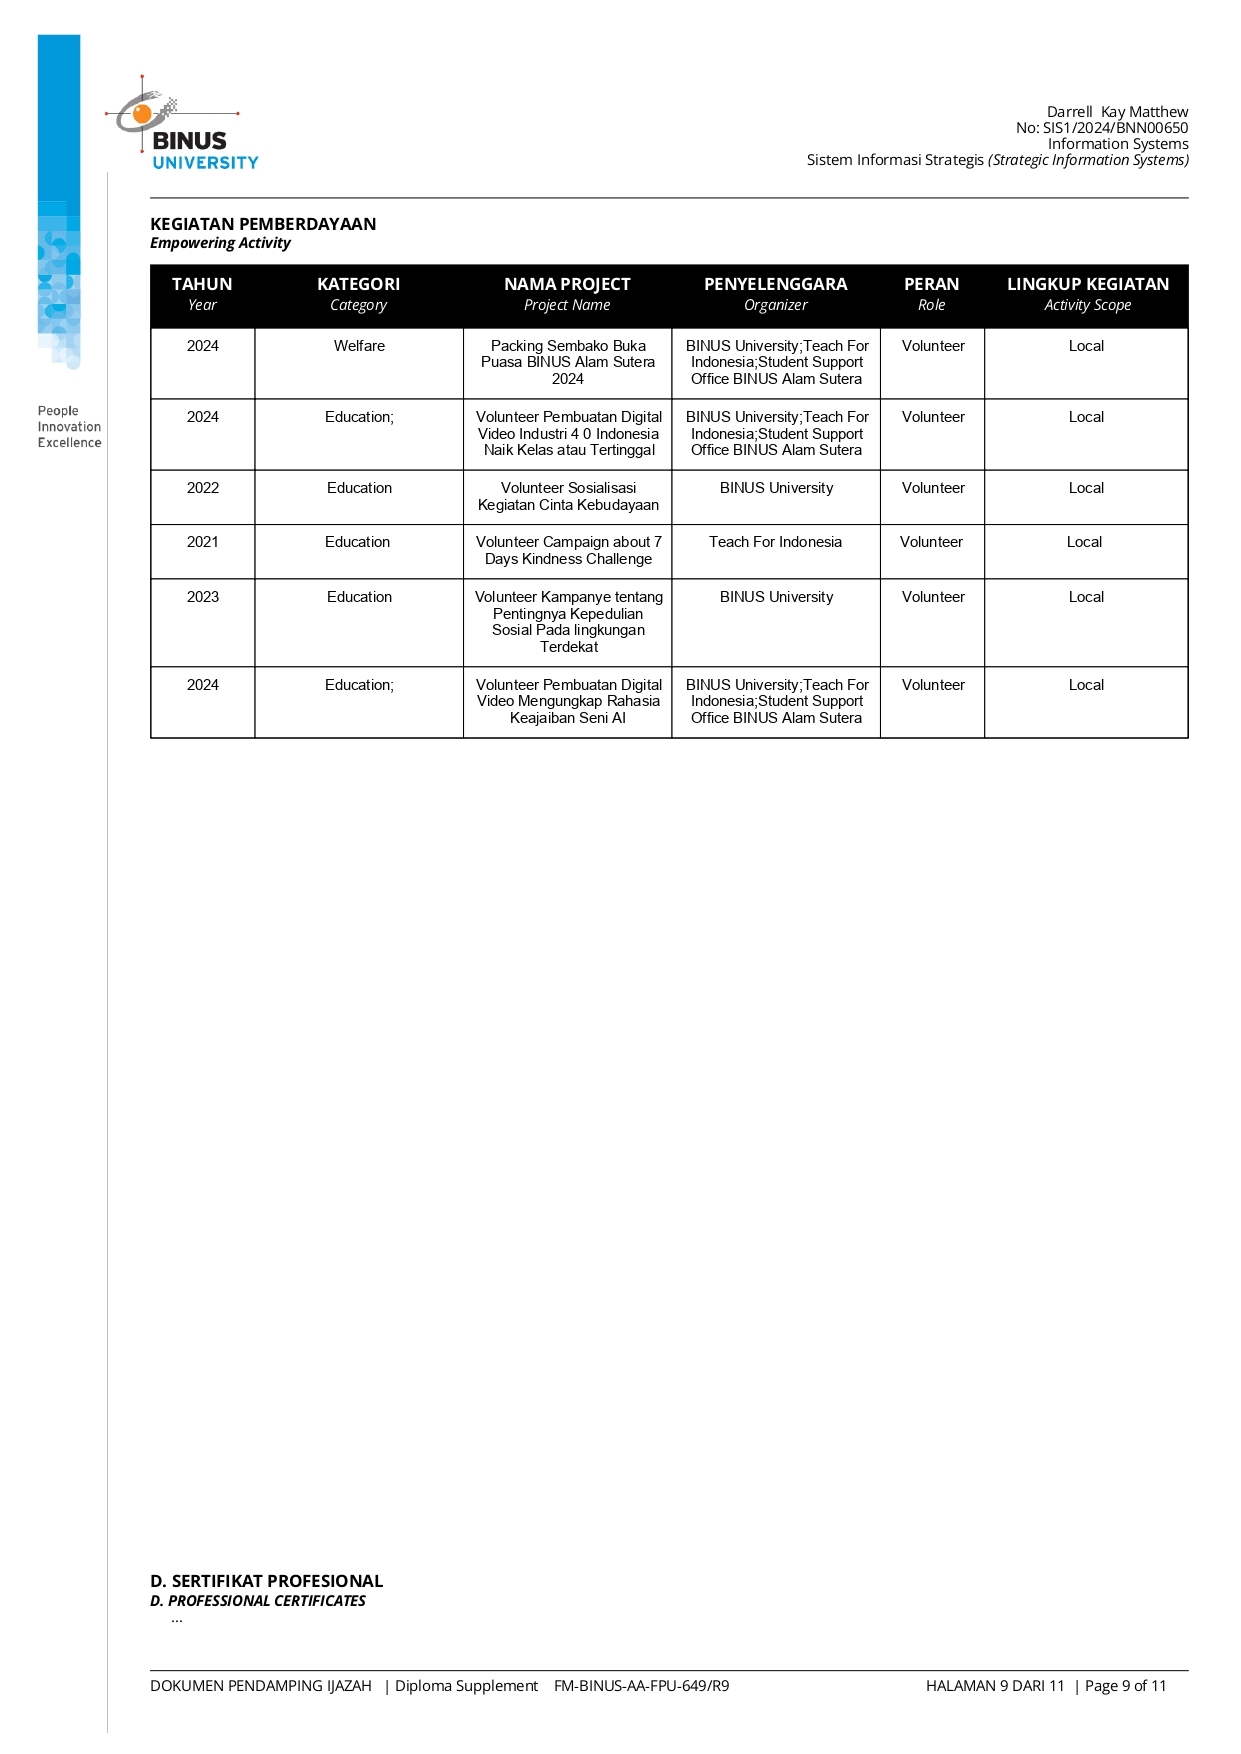 BINUS
UNIVERSITY
People
Innovation
Excellence
Darrell  Kay Matthew
No: SIS1/2024/BNN00650
Information Systems
Sistem Informasi Strategis (Strategic Information Systems)
KEGIATAN PEMBERDAYAAN
Empowering Activity
TAHUN KATEGORI NAMA PROJECT PENYELENGGARA PERAN LINGKUP KEGIATAN
Year Category Project Name Organizer Role Activity Scope
2024 Welfare Packing Sembako Buka BINUS University;Teach For Volunteer Local
Puasa BINUS Alam Sutera Indonesia;Student Support
2024 Office BINUS Alam Sutera
2024 Education; Volunteer Pembuatan Digital BINUS University;Teach For Volunteer Local
Video Industri 4 0 Indonesia Indonesia;Student Support
Naik Kelas atau Tertinggal Office BINUS Alam Sutera
2022 Education Volunteer Sosialisasi BINUS University Volunteer Local
Kegiatan Cinta Kebudayaan
2021 Education Volunteer Campaign about 7 Teach For Indonesia Volunteer Local
Days Kindness Challenge
2023 Education Volunteer Kampanye tentang BINUS University Volunteer Local
Pentingnya Kepedulian
Sosial Pada lingkungan
Terdekat
2024 Education; Volunteer Pembuatan Digital BINUS University;Teach For Volunteer Local
Video Mengungkap Rahasia Indonesia;Student Support
Keajaiban Seni AI Office BINUS Alam Sutera
D. SERTIFIKAT PROFESIONAL
D. PROFESSIONAL CERTIFICATES
...
DOKUMEN PENDAMPING IJAZAH | Diploma Supplement FM-BINUS-AA-FPU-649/R9 HALAMAN 9 DARI 11 | Page 9 of 11